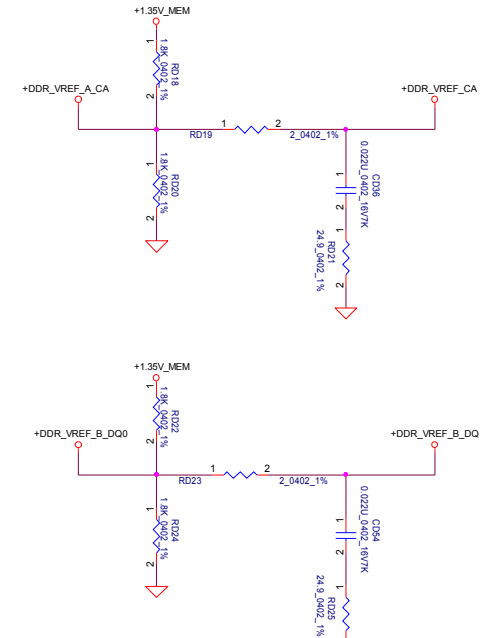 +1.35V_MEM
1
1.8K_0402_1%
RD18
2
+DDR_VREF_A_CA
+DDR_VREF_CA
1
2
RD19
2_0402_1%
1
1.8K_0402_1%
RD20
2
1
0.022U_0402_16V7K
CD36
2
1
24.9_0402_1%
RD21
2
+1.35V_MEM
1
1.8K_0402_1%
RD22
2
+DDR_VREF_B_DQ0
+DDR_VREF_B_DQ
1
2
RD23
2_0402_1%
1
1.8K_0402_1%
RD24
2
1
0.022U_0402_16V7K
CD54
2
1
24.9_0402_1%
RD25
2